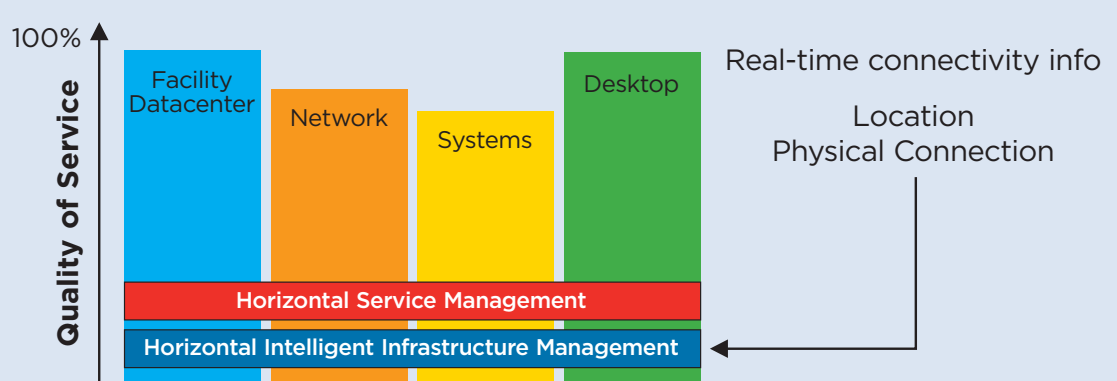 100%
Quality of Service
Facility
Datacenter
Network
Systems
Desktop
Real-time connectivity info
Location
Physical Connection
Horizontal Service Management
Horizontal Intelligent Infrastructure Management